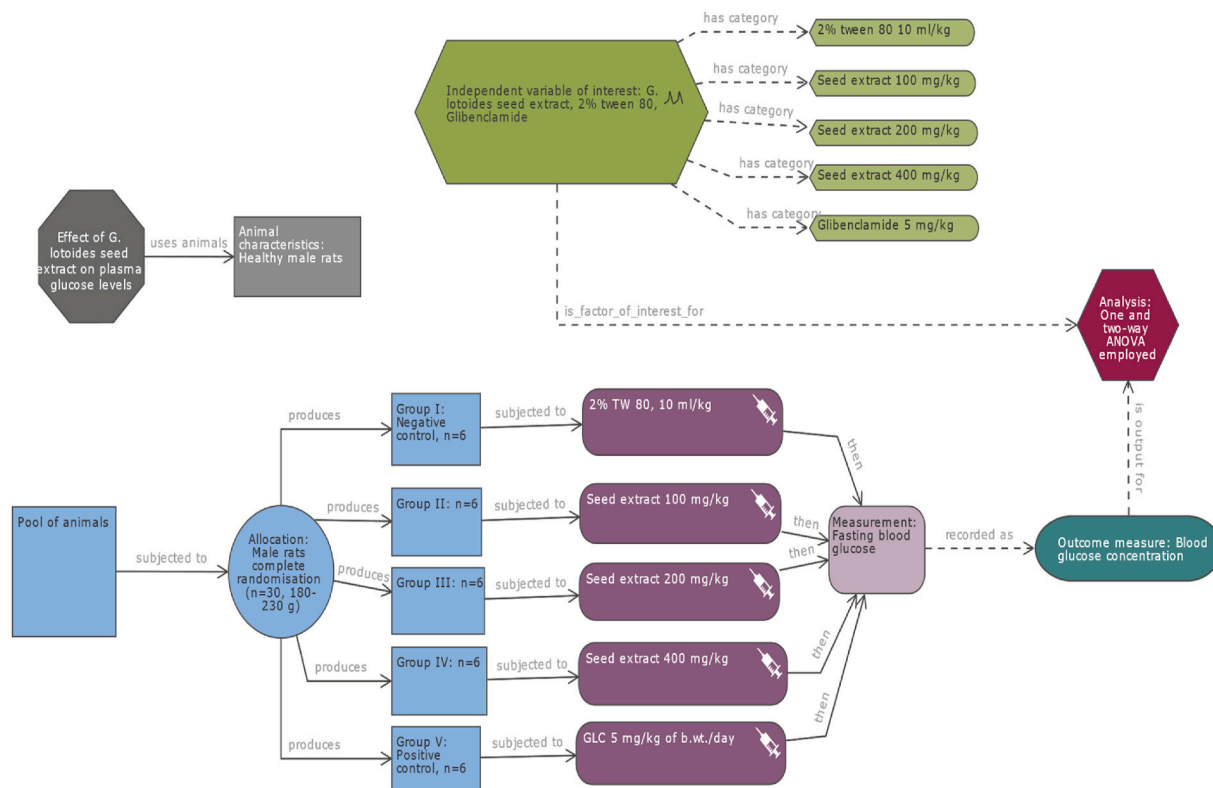 has category
2% tween 80 10 ml/kg
has category
Seed extract 100 mg/kg
Independent variable of interest: G.
lotoides seed extract, 2% tween 80,
Glibenclamide
has category
Seed extract 200 mg/kg
has category
Seed extract 400 mg/kg
has category
Glibenclamide 5 mg/kg
Effect of G.
lotoides seed
extract on plasma
glucose levels
uses animals
Animal
characteristics:
Healthy male rats
is_factor_of_interest_for
Analysis:
One and
two-way
ANOVA
employed
is output for
produces
Group I:
Negative
control, n=6
subjected to
2% TW 80, 10 ml/kg
then
Pool of animals
subjected to
Allocation:
Male rats
complete
randomisation
(n=30, 180-
230 g)
produces
Group II: n=6
subjected to
Seed extract 100 mg/kg
then
Measurement:
Fasting blood
glucose
recorded as
Outcome measure: Blood
glucose concentration
produces
Group III: n=6
subjected to
Seed extract 200 mg/kg
then
produces
Group IV: n=6
subjected to
Seed extract 400 mg/kg
then
produces
Group V:
Positive
control, n=6
subjected to
GLC 5 mg/kg of b.wt./day
then